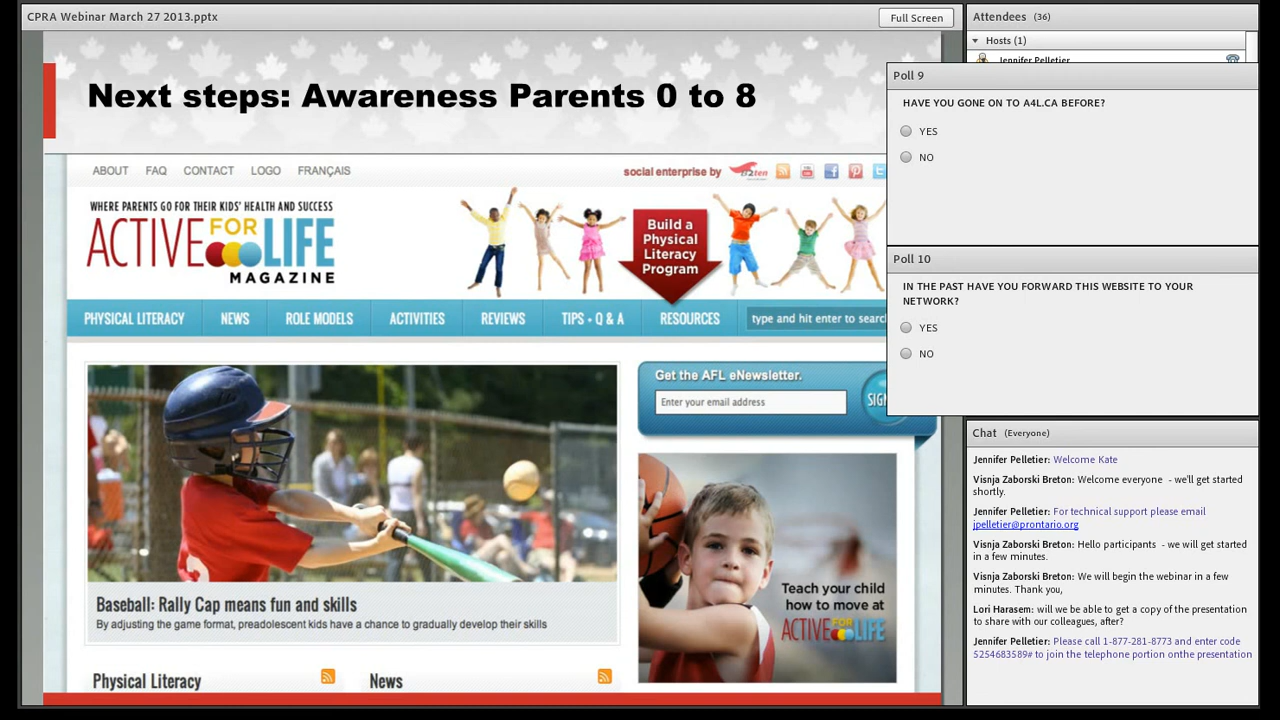 CPRA Webinar March 27 2013.pptx
Full Screen
Next steps: Awareness Parents 0 to 8
ABOUT FAQ CONTACT LOGO FRANÇAIS
social enterprise by
WHERE PARENTS GO FOR THEIR KIDS' HEALTH AND SUCCESS
ACTIVE FOR LIFE
MAGAZINE
Build a
Physical
Literacy
Program
PHYSICAL LITERACY NEWS ROLE MODELS ACTIVITIES REVIEWS TIPS • Q & A RESOURCES type and hit enter to search
Get the AFL eNewsletter.
Enter your email address
Baseball: Rally Cap means fun and skills
By adjusting the game format, preadolescent kids have a chance to gradually develop their skills
Teach your child
how to move at
ACTIVE FOR LIFE
Physical Literacy
News
Attendees (36)
Hosts (1)
Jennifer Pelletier
Poll 9
HAVE YOU GONE ON TO A4L.CA BEFORE?
YES
NO
Poll 10
IN THE PAST HAVE YOU FORWARD THIS WEBSITE TO YOUR
NETWORK?
YES
NO
Chat (Everyone)
Jennifer Pelletier: Welcome Kate
Visnja Zaborski Breton: Welcome everyone - we'll get started
shortly.
Jennifer Pelletier: For technical support please email
jpelletier@prontario.org
Visnja Zaborski Breton: Hello participants - we will get started
in a few minutes.
Visnja Zaborski Breton: We will begin the webinar in a few
minutes. Thank you,
Lori Harasem: will we be able to get a copy of the presentation
to share with our colleagues, after?
Jennifer Pelletier: Please call 1-877-281-8773 and enter code
5254683589# to join the telephone portion onthe presentation